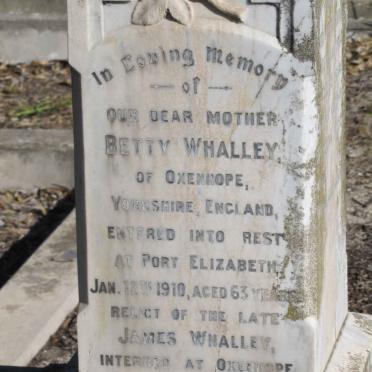 In Loving Memory
of
OUR DEAR MOTHER
BETTY WHALLEY,
OF OXENHOPE,
YORKSHIRE, ENGLAND,
ENTERED INTO REST
AT PORT ELIZABETH,
JAN. 12TH 1910, AGED 63 YEARS
RELICT OF THE LATE
JAMES WHALLEY,
INTERRED AT OXENHOPE